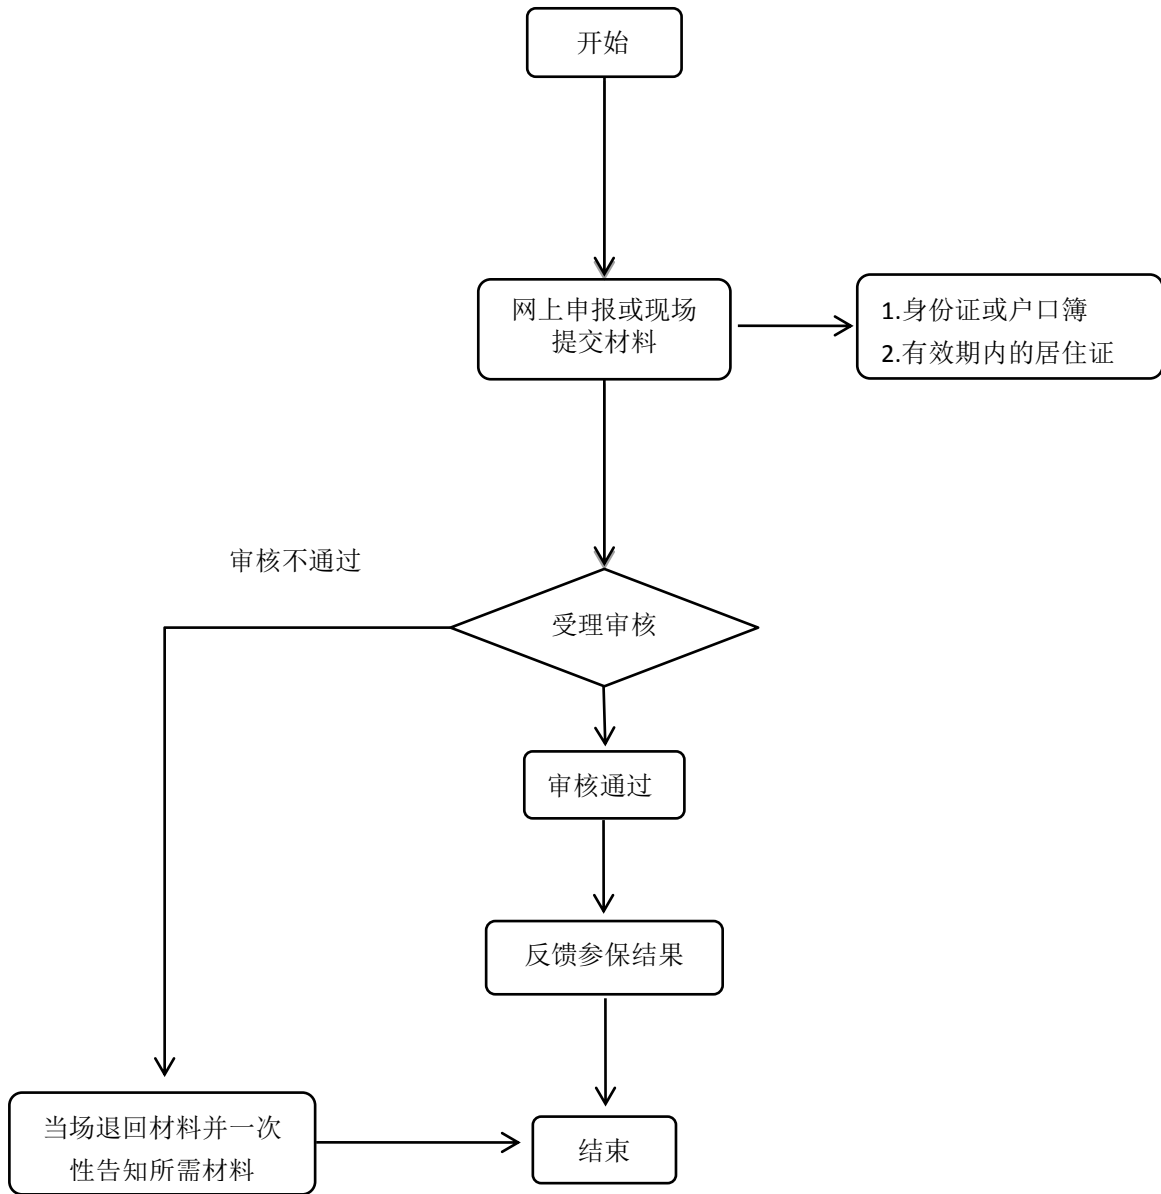 开始
网上申报或现场
提交材料
1.身份证或户口簿
2.有效期内的居住证
审核不通过
受理审核
审核通过
反馈参保结果
当场退回材料并一次
性告知所需材料
结束